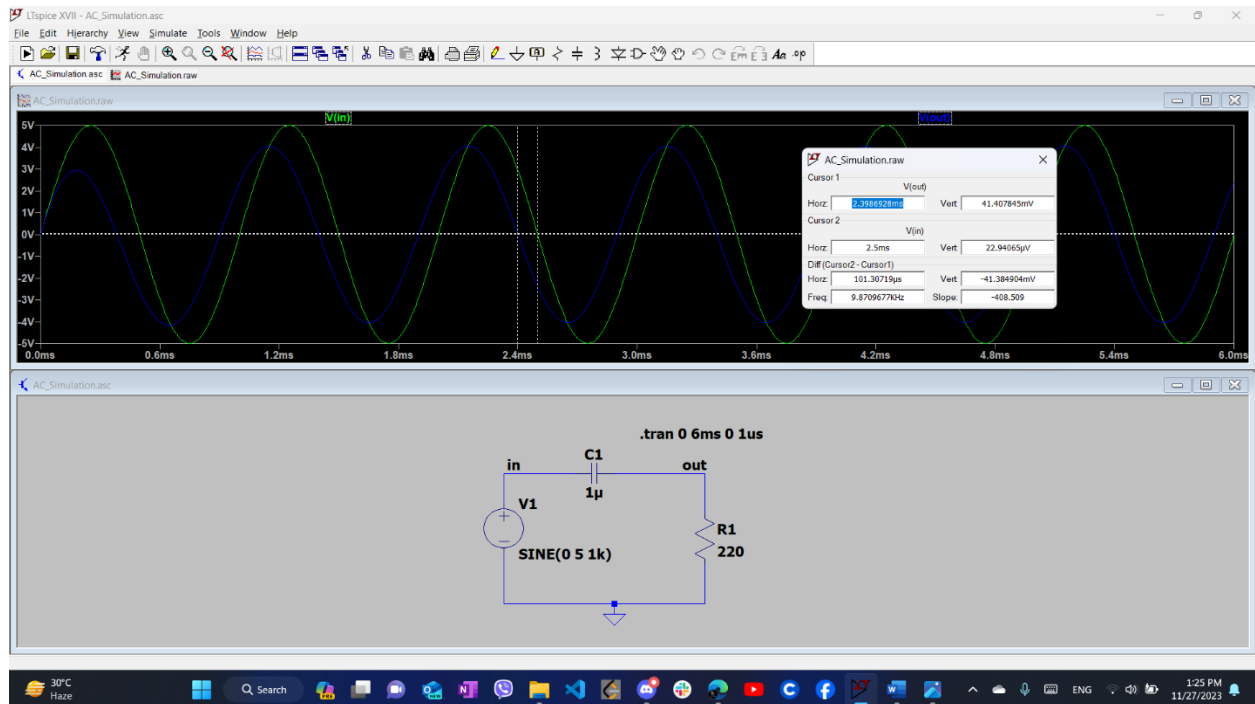 LTspice XVII - AC_Simulation.asc
File Edit Hierarchy View Simulate Tools Window Help
AC_Simulation.asc AC_Simulation.raw
AC_Simulation.raw
V(in) V(out)
5V
4V
3V
2V
1V
0V
-1V
-2V
-3V
-4V
-5V
0.0ms 0.6ms 1.2ms 1.8ms 2.4ms 3.0ms 3.6ms 4.2ms 4.8ms 5.4ms 6.0ms
AC_Simulation.raw
Cursor 1
V(out)
Horz: 2.3986928ms Vert: 41.407845mV
Cursor 2
V(in)
Horz: 2.5ms Vert: 22.94065µV
Diff (Cursor2 - Cursor1)
Horz: 101.30719µs Vert: -41.384904mV
Freq: 9.8709677KHz Slope: -408.509
AC_Simulation.asc
.tran 0 6ms 0 1us
in C1 out
1µ
V1
SINE(0 5 1k)
R1
220
30°C
Haze
Search
ENG
1:25 PM
11/27/2023